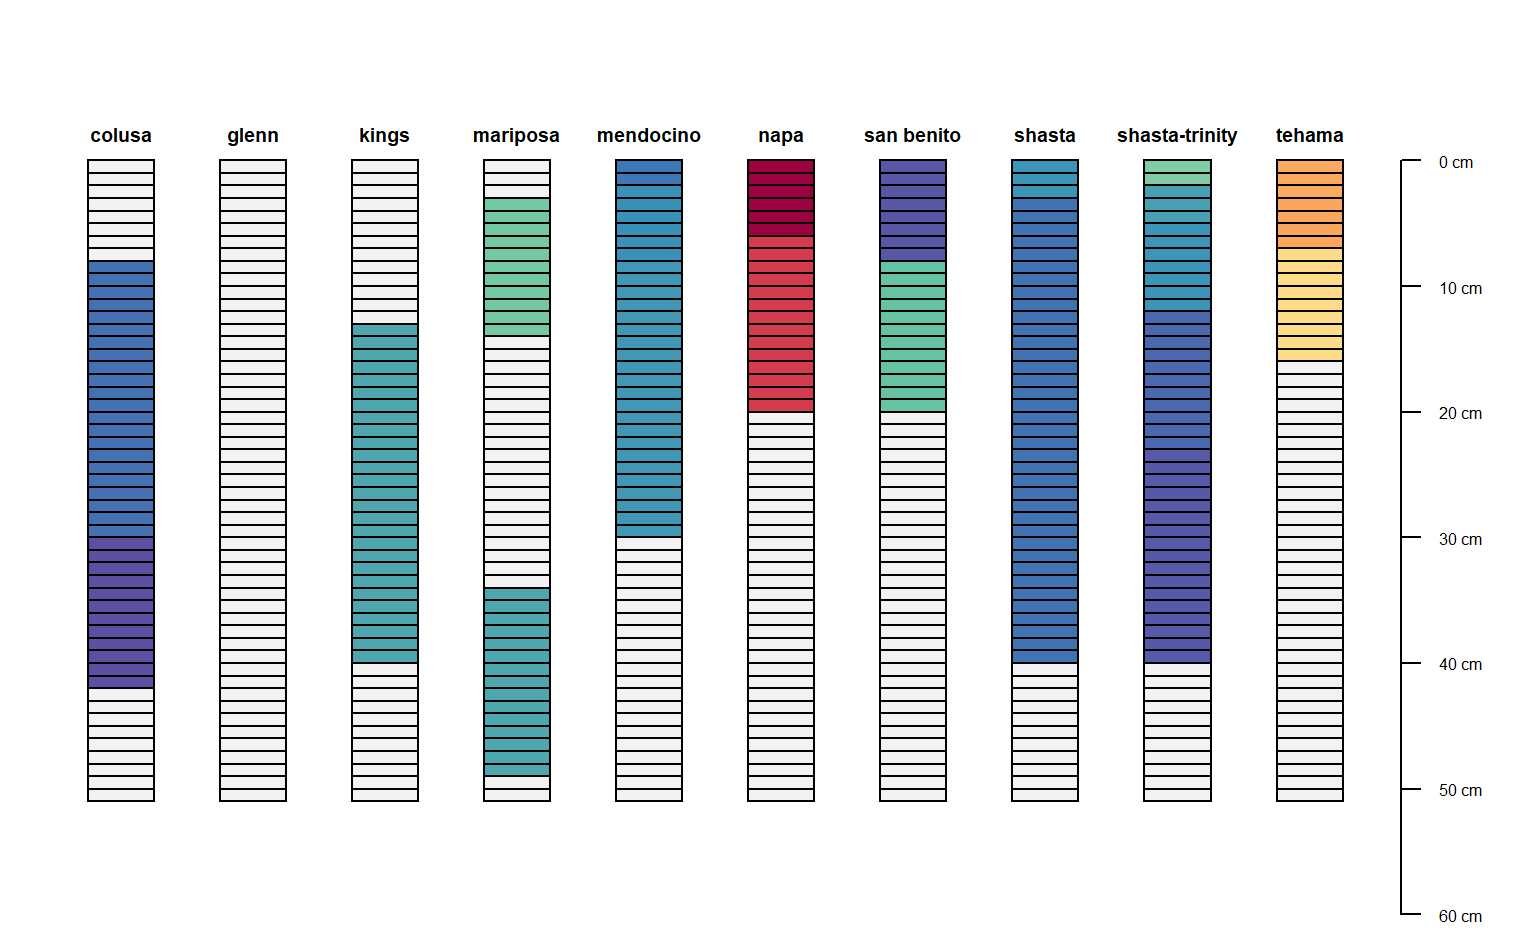 colusa glenn kings mariposa mendocino napa san benito shasta shasta-trinity tehama
0 cm
10 cm
20 cm
30 cm
40 cm
50 cm
60 cm